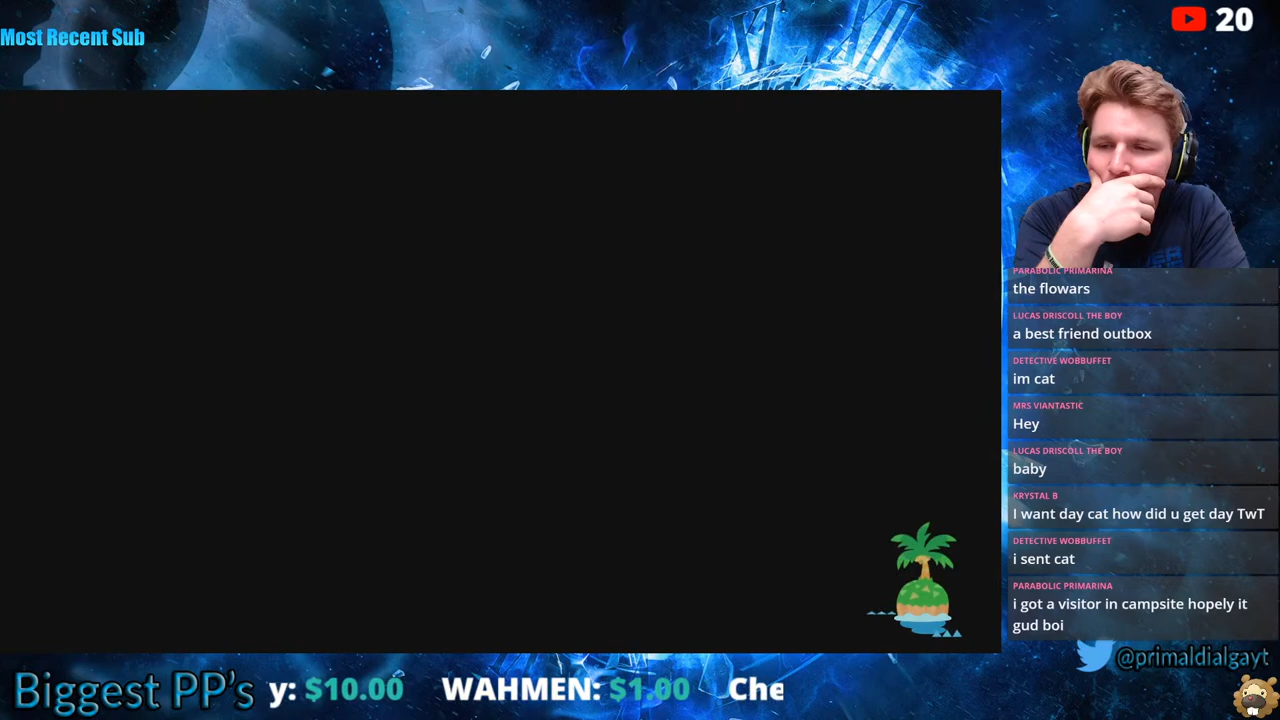 Most Recent Sub
20
PARABOLIC PRIMARINA
the flowars
LUCAS DRISCOLL THE BOY
a best friend outbox
DETECTIVE WOBBUFFET
im cat
MRS VIANTASTIC
Hey
LUCAS DRISCOLL THE BOY
baby
KRYSTAL B
I want day cat how did u get day TwT
DETECTIVE WOBBUFFET
i sent cat
PARABOLIC PRIMARINA
i got a visitor in campsite hopely it
gud boi
@primaldialgayt
Biggest PP's y: $10.00 WAHMEN: $1.00 Che